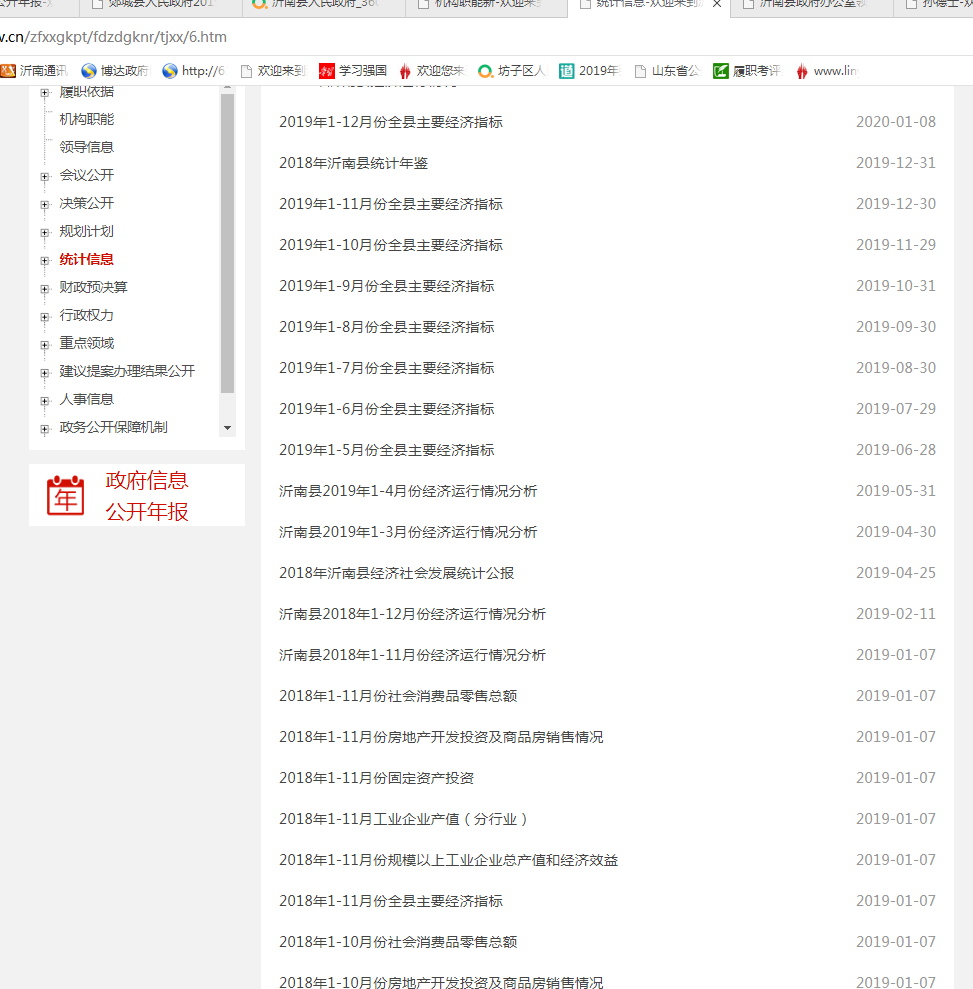 沂南县人民政府_360
机构职能新-欢迎来到
统计信息-欢迎来到
沂南县政府办公室
v.cn/zfxxgkpt/fdzdgknr/tjxx/6.htm
沂南通讯
博达政府
http://6
欢迎来到
学习强国
欢迎您来
坊子区人
2019年
山东省公
履职考评
www.lin
履职依据
机构职能
领导信息
会议公开
决策公开
规划计划
统计信息
财政预决算
行政权力
重点领域
建议提案办理结果公开
人事信息
政务公开保障机制
政府信息
公开年报
年
2019年1-12月份全县主要经济指标 2020-01-08
2018年沂南县统计年鉴 2019-12-31
2019年1-11月份全县主要经济指标 2019-12-30
2019年1-10月份全县主要经济指标 2019-11-29
2019年1-9月份全县主要经济指标 2019-10-31
2019年1-8月份全县主要经济指标 2019-09-30
2019年1-7月份全县主要经济指标 2019-08-30
2019年1-6月份全县主要经济指标 2019-07-29
2019年1-5月份全县主要经济指标 2019-06-28
沂南县2019年1-4月份经济运行情况分析 2019-05-31
沂南县2019年1-3月份经济运行情况分析 2019-04-30
2018年沂南县经济社会发展统计公报 2019-04-25
沂南县2018年1-12月份经济运行情况分析 2019-02-11
沂南县2018年1-11月份经济运行情况分析 2019-01-07
2018年1-11月份社会消费品零售总额 2019-01-07
2018年1-11月份房地产开发投资及商品房销售情况 2019-01-07
2018年1-11月份固定资产投资 2019-01-07
2018年1-11月工业企业产值（分行业） 2019-01-07
2018年1-11月份规模以上工业企业总产值和经济效益 2019-01-07
2018年1-11月份全县主要经济指标 2019-01-07
2018年1-10月份社会消费品零售总额 2019-01-07
2018年1-10月份房地产开发投资及商品房销售情况 2019-01-07